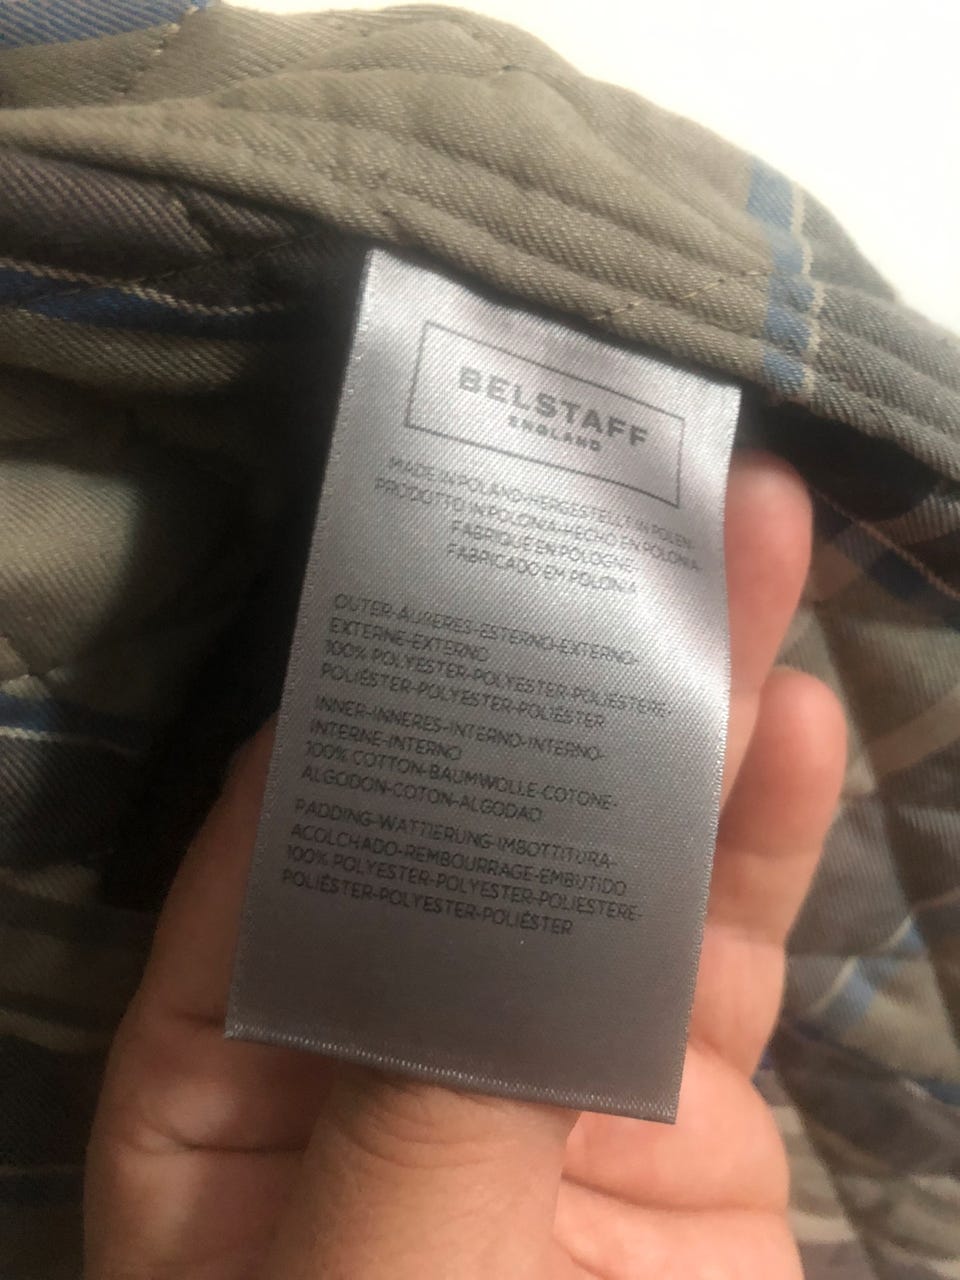 BELSTAFF
ENGLAND
MADE IN POLAND-HERGESTELLT IN POLEN-
PRODOTTO IN POLONIA-HECHO EN POLONIA-
FABRIQUE EN POLOGNE-
FABRICADO EM POLONIA
OUTER-ÄUßERES-ESTERNO-EXTERNO-
EXTERNE-EXTERNO
100% POLYESTER-POLYESTER-POLIESTERE-
POLIÉSTER-POLYESTER-POLIÉSTER
INNER-INNERES-INTERNO-INTERNO-
INTERNE-INTERNO
100% COTTON-BAUMWOLLE-COTONE-
ALGODON-COTON-ALGODAO
PADDING-WATTIERUNG-IMBOTTITURA-
ACOLCHADO-REMBOURRAGE-EMBUTIDO
100% POLYESTER-POLYESTER-POLIESTERE-
POLIÉSTER-POLYESTER-POLIÉSTER